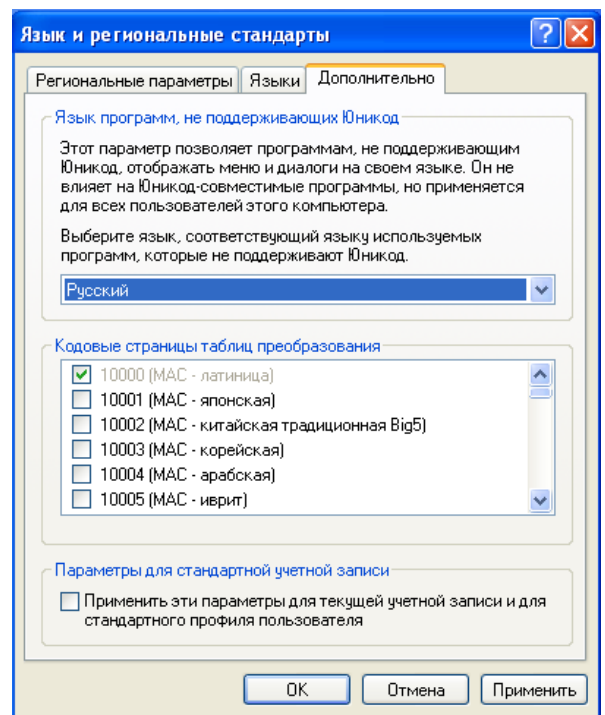 Язык и региональные стандарты
Региональные параметры Языки Дополнительно
Язык программ, не поддерживающих Юникод
Этот параметр позволяет программам, не поддерживающим
Юникод, отображать меню и диалоги на своем языке. Он не
влияет на Юникод-совместимые программы, но применяется
для всех пользователей этого компьютера.
Выберите язык, соответствующий языку используемых
программ, которые не поддерживают Юникод.
Русский
Кодовые страницы таблиц преобразования
10000 (MAC - латиница)
10001 (MAC - японская)
10002 (MAC - китайская традиционная Big5)
10003 (MAC - корейская)
10004 (MAC - арабская)
10005 (MAC - иврит)
Параметры для стандартной учетной записи
Применить эти параметры для текущей учетной записи и для
стандартного профиля пользователя
OK Отмена Применить